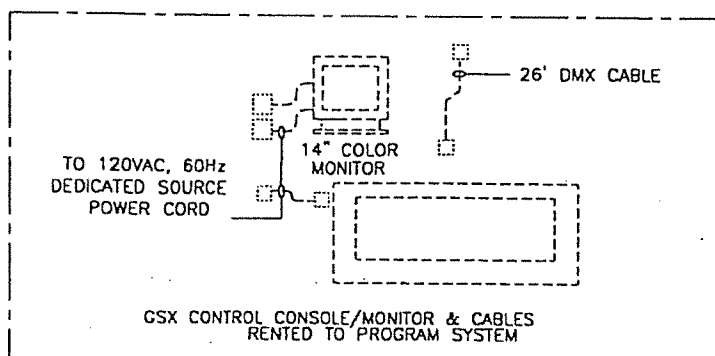 26' DMX CABLE
14" COLOR
MONITOR
TO 120VAC, 60Hz
DEDICATED SOURCE
POWER CORD
GSX CONTROL CONSOLE/MONITOR & CABLES
RENTED TO PROGRAM SYSTEM